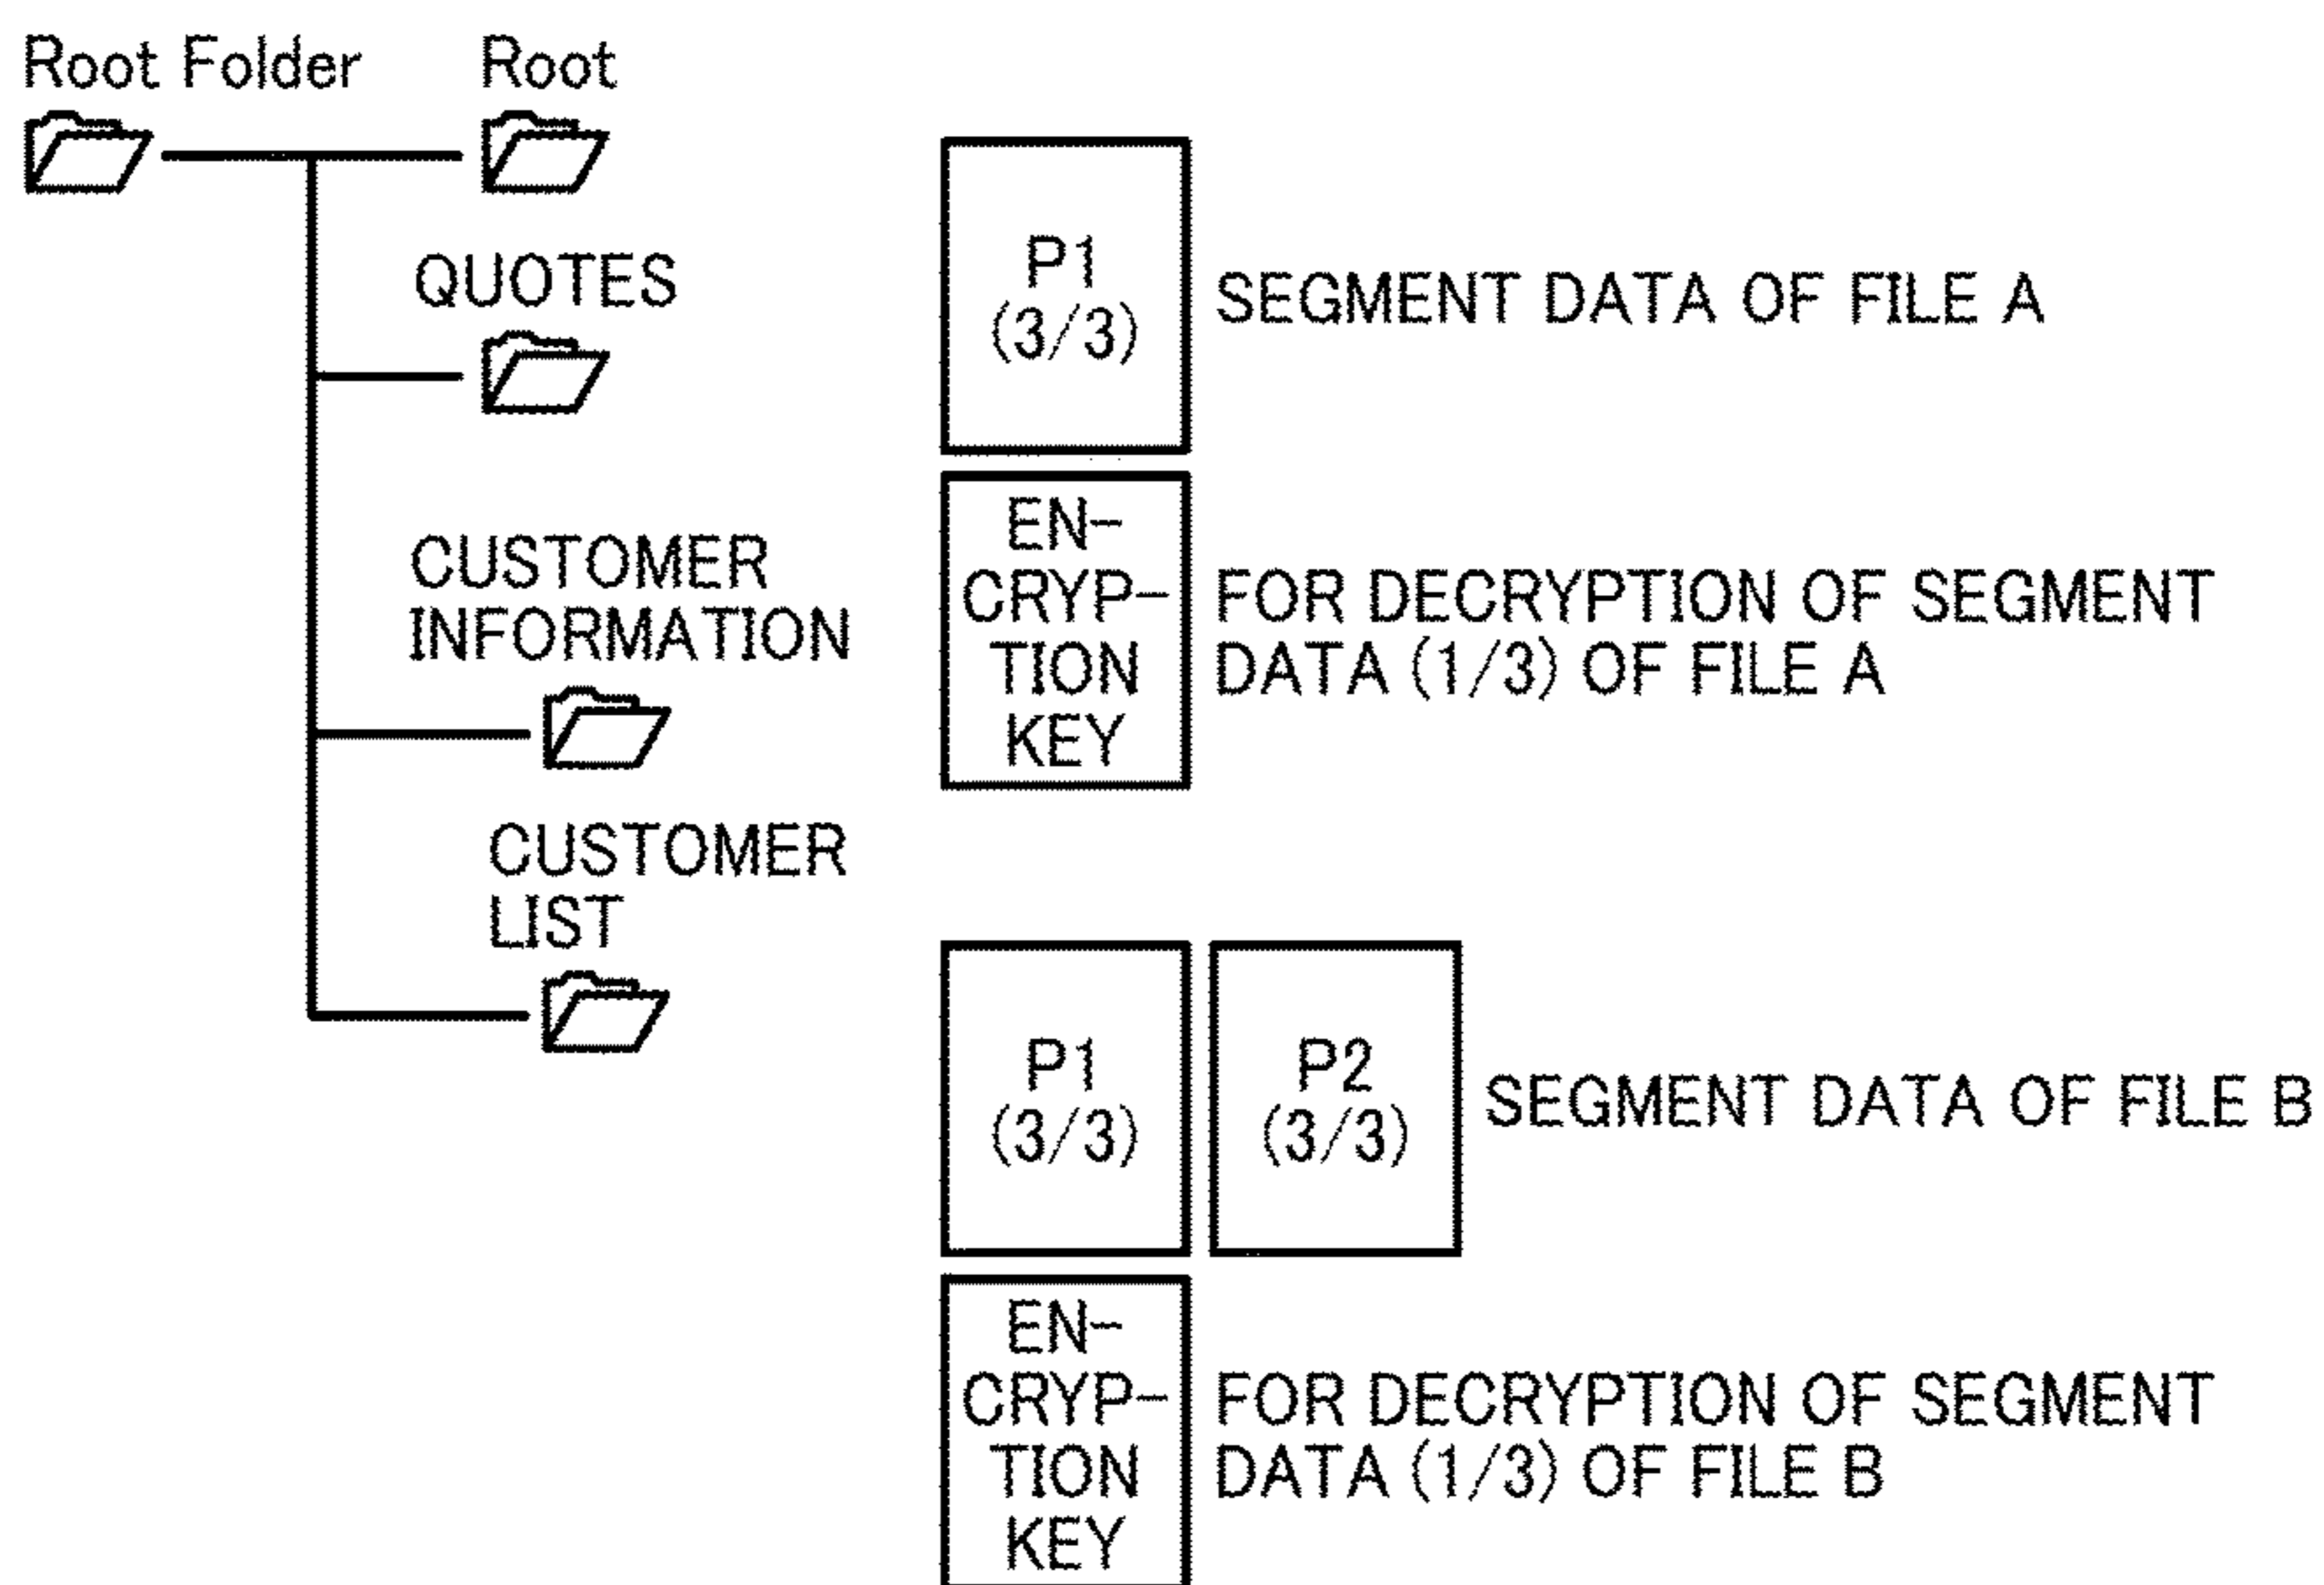 Root Folder
Root
QUOTES
CUSTOMER
INFORMATION
CUSTOMER
LIST
P1
(3/3)
SEGMENT DATA OF FILE A
EN-
CRYP-
TION
KEY
FOR DECRYPTION OF SEGMENT
DATA (1/3) OF FILE A
P1
(3/3)
P2
(3/3)
SEGMENT DATA OF FILE B
EN-
CRYP-
TION
KEY
FOR DECRYPTION OF SEGMENT
DATA (1/3) OF FILE B